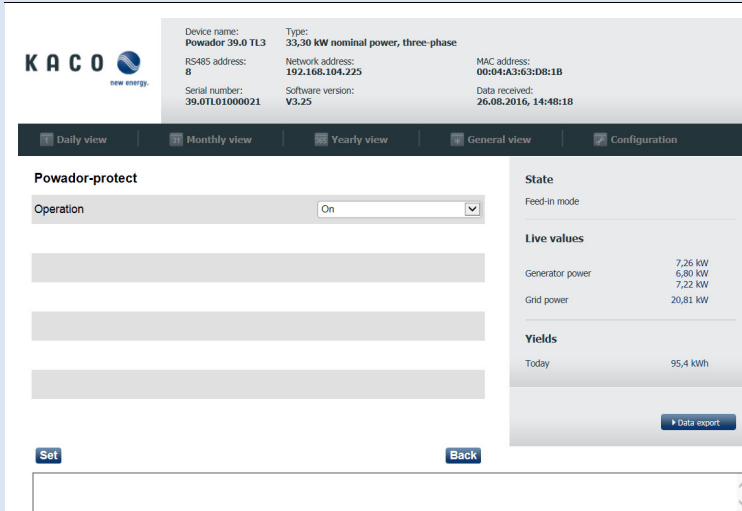 KACO
new energy.
Device name:
Powador 39.0 TL3
Type:
33,30 kW nominal power, three-phase
RS485 address:
8
Network address:
192.168.104.225
MAC address:
00:04:A3:63:D8:1B
Serial number:
39.0TL01000021
Software version:
V3.25
Data received:
26.08.2016, 14:48:18
1 Daily view
31 Monthly view
365 Yearly view
General view
Configuration
Powador-protect
Operation
On
Set
Back
State
Feed-in mode
Live values
Generator power
7,26 kW
6,80 kW
7,22 kW
Grid power
20,81 kW
Yields
Today
95,4 kWh
Data export